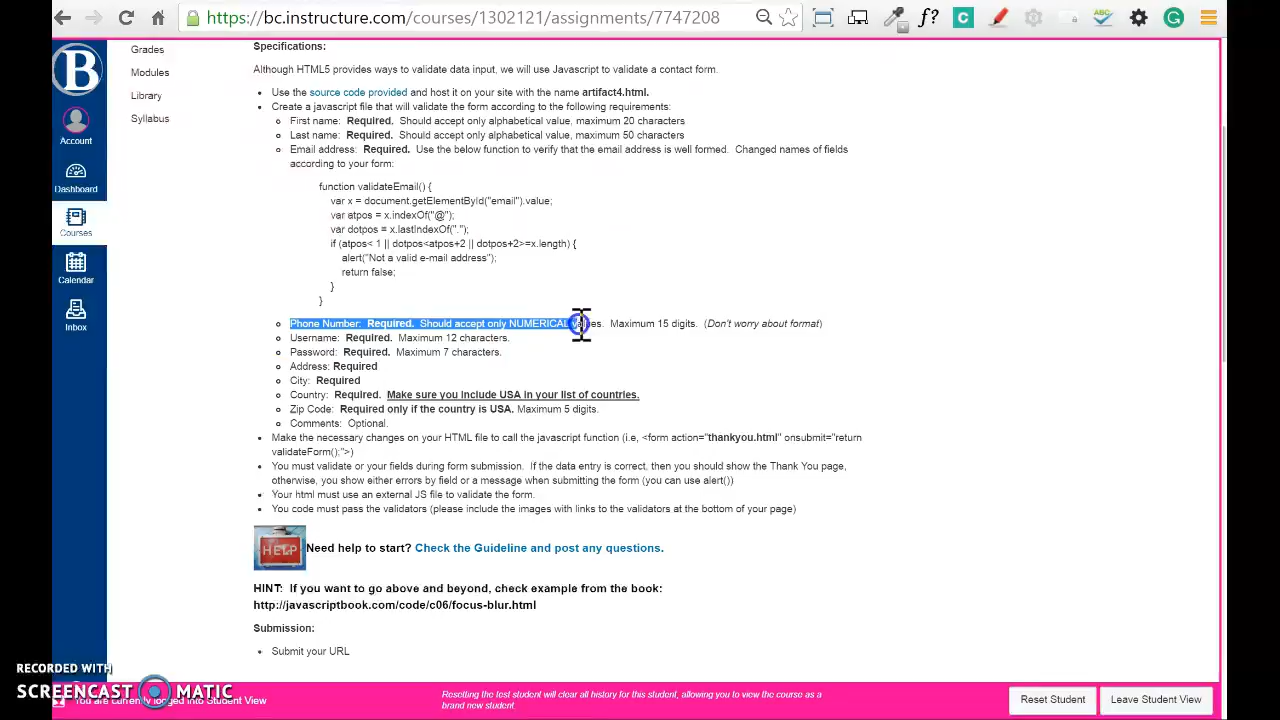 https://bc.instructure.com/courses/1302121/assignments/7747208
f?
C
ABC
G
B
Account
Dashboard
Courses
Calendar
Inbox
Grades
Modules
Library
Syllabus
Specifications:
Although HTML5 provides ways to validate data input, we will use Javascript to validate a contact form.
Use the source code provided and host it on your site with the name artifact4.html.
Create a javascript file that will validate the form according to the following requirements:
First name: Required. Should accept only alphabetical value, maximum 20 characters
Last name: Required. Should accept only alphabetical value, maximum 50 characters
Email address: Required. Use the below function to verify that the email address is well formed. Changed names of fields
according to your form:
function validateEmail() {
var x = document.getElementById("email").value;
var atpos = x.indexOf("@");
var dotpos = x.lastIndexOf(".");
if (atpos< 1 || dotpos<atpos+2 || dotpos+2>=x.length) {
alert("Not a valid e-mail address");
return false;
}
}
Phone Number: Required. Should accept only NUMERICAL values. Maximum 15 digits. (Don't worry about format)
Username: Required. Maximum 12 characters.
Password: Required. Maximum 7 characters.
Address: Required
City: Required
Country: Required. Make sure you include USA in your list of countries.
Zip Code: Required only if the country is USA. Maximum 5 digits.
Comments: Optional.
Make the necessary changes on your HTML file to call the javascript function (i.e, <form action="thankyou.html" onsubmit="return
validateForm();">)
You must validate or your fields during form submission. If the data entry is correct, then you should show the Thank You page,
otherwise, you show either errors by field or a message when submitting the form (you can use alert())
Your html must use an external JS file to validate the form.
You code must pass the validators (please include the images with links to the validators at the bottom of your page)
HELP
Need help to start? Check the Guideline and post any questions.
HINT: If you want to go above and beyond, check example from the book:
http://javascriptbook.com/code/c06/focus-blur.html
Submission:
Submit your URL
RECORDED WITH
SCREENCAST MATIC
You are currently logged into Student View
Resetting the test student will clear all history for this student, allowing you to view the course as a
brand new student.
Reset Student
Leave Student View